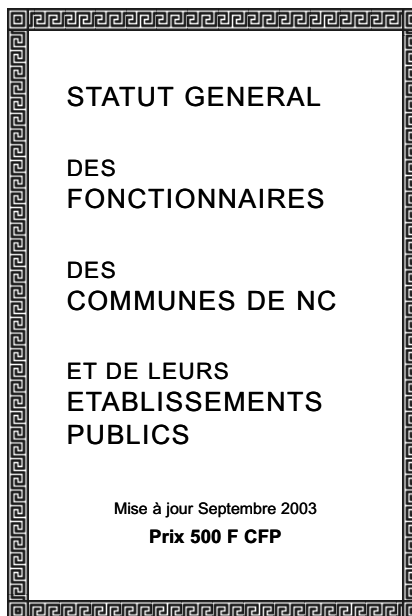 STATUT GENERAL
DES
FONCTIONNAIRES
DES
COMMUNES DE NC
ET DE LEURS
ETABLISSEMENTS
PUBLICS
Mise à jour Septembre 2003
Prix 500 F CFP